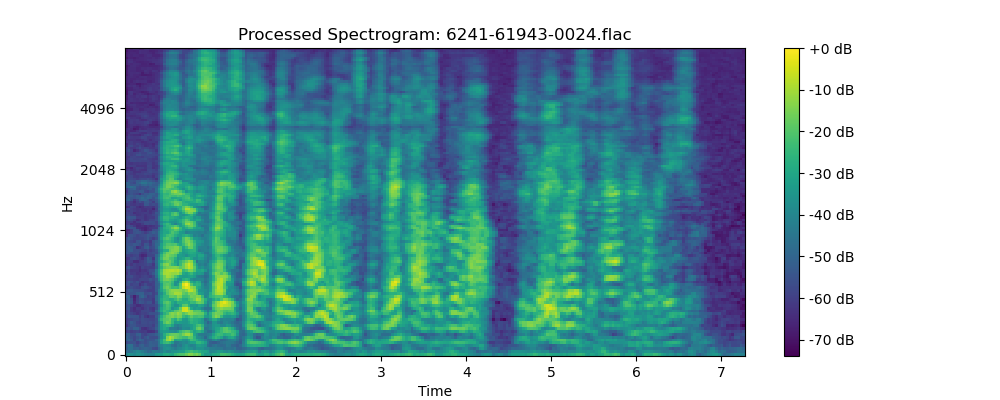 Processed Spectrogram: 6241-61943-0024.flac
Hz
4096
2048
1024
512
0
0 1 2 3 4 5 6 7
Time
+0 dB
-10 dB
-20 dB
-30 dB
-40 dB
-50 dB
-60 dB
-70 dB